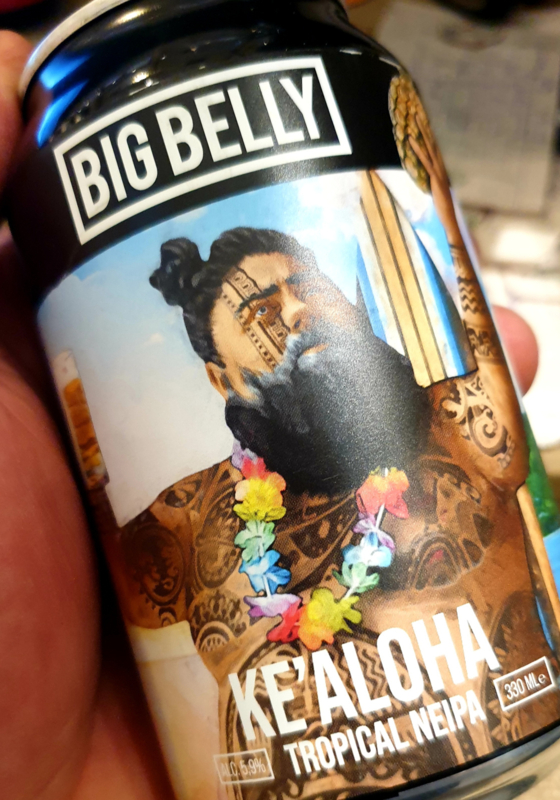 BIG BELLY
KE'ALOHA
TROPICAL NEIPA
330 ML℮
ALC. 5,9%